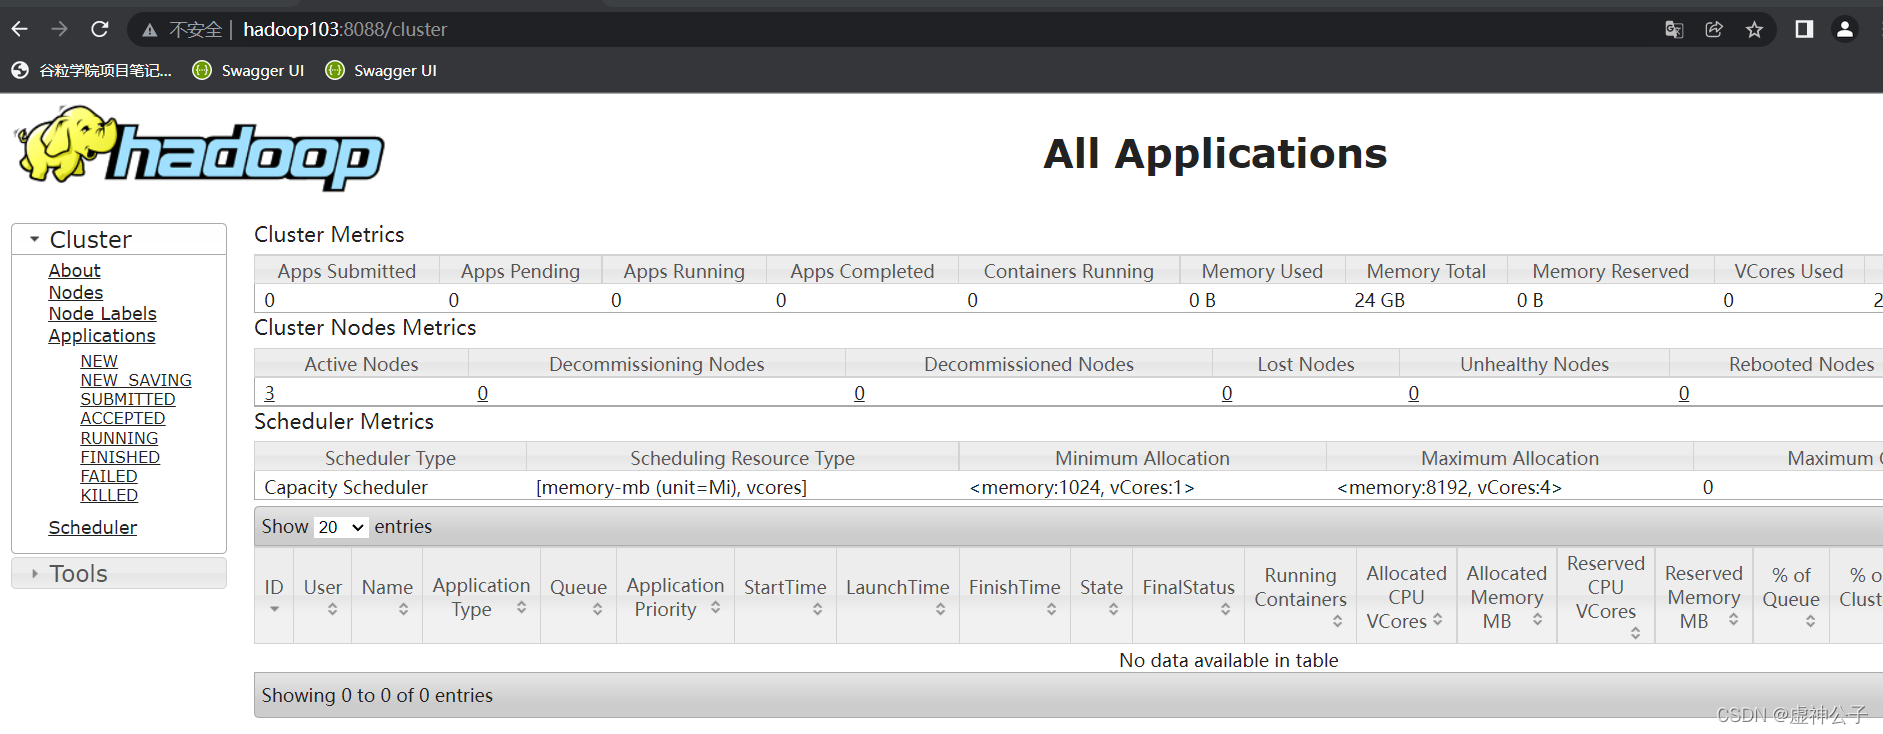 不安全 | hadoop103:8088/cluster
谷粒学院项目笔记... Swagger UI Swagger UI
hadoop
All Applications
Cluster
About
Nodes
Node Labels
Applications
NEW
NEW_SAVING
SUBMITTED
ACCEPTED
RUNNING
FINISHED
FAILED
KILLED
Scheduler
Tools
Cluster Metrics
Apps Submitted Apps Pending Apps Running Apps Completed Containers Running Memory Used Memory Total Memory Reserved VCores Used
0 0 0 0 0 0 B 24 GB 0 B 0 2
Cluster Nodes Metrics
Active Nodes Decommissioning Nodes Decommissioned Nodes Lost Nodes Unhealthy Nodes Rebooted Nodes
3 0 0 0 0 0
Scheduler Metrics
Scheduler Type Scheduling Resource Type Minimum Allocation Maximum Allocation Maximum
Capacity Scheduler [memory-mb (unit=Mi), vcores] <memory:1024, vCores:1> <memory:8192, vCores:4> 0
Show 20 entries
ID User Name Application Type Queue Application Priority StartTime LaunchTime FinishTime State FinalStatus Running Containers Allocated CPU VCores Allocated Memory MB Reserved CPU VCores Reserved Memory MB % of Queue % o Clust
No data available in table
Showing 0 to 0 of 0 entries
CSDN @虚神公子